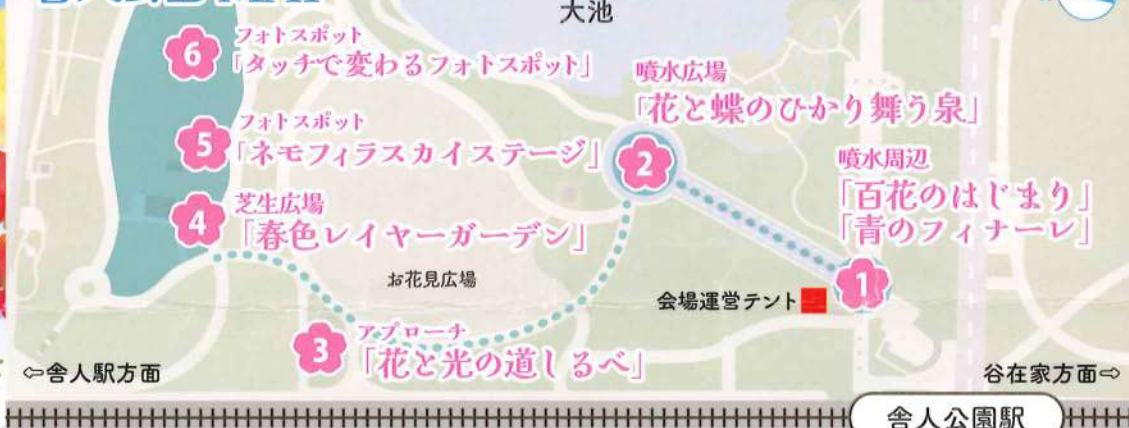 大池
6
フォトスポット
「タッチで変わるフォトスポット」
噴水広場
「花と蝶のひかり舞う泉」
5
フォトスポット
「ネモフィラスカイステージ」
2
噴水周辺
「百花のはじまり」
「青のフィナーレ」
4
芝生広場
「春色レイヤーガーデン」
お花見広場
会場運営テント
1
3
アプローチ
「花と光の道しるべ」
⇦舎人駅方面
谷在家方面⇨
舎人公園駅